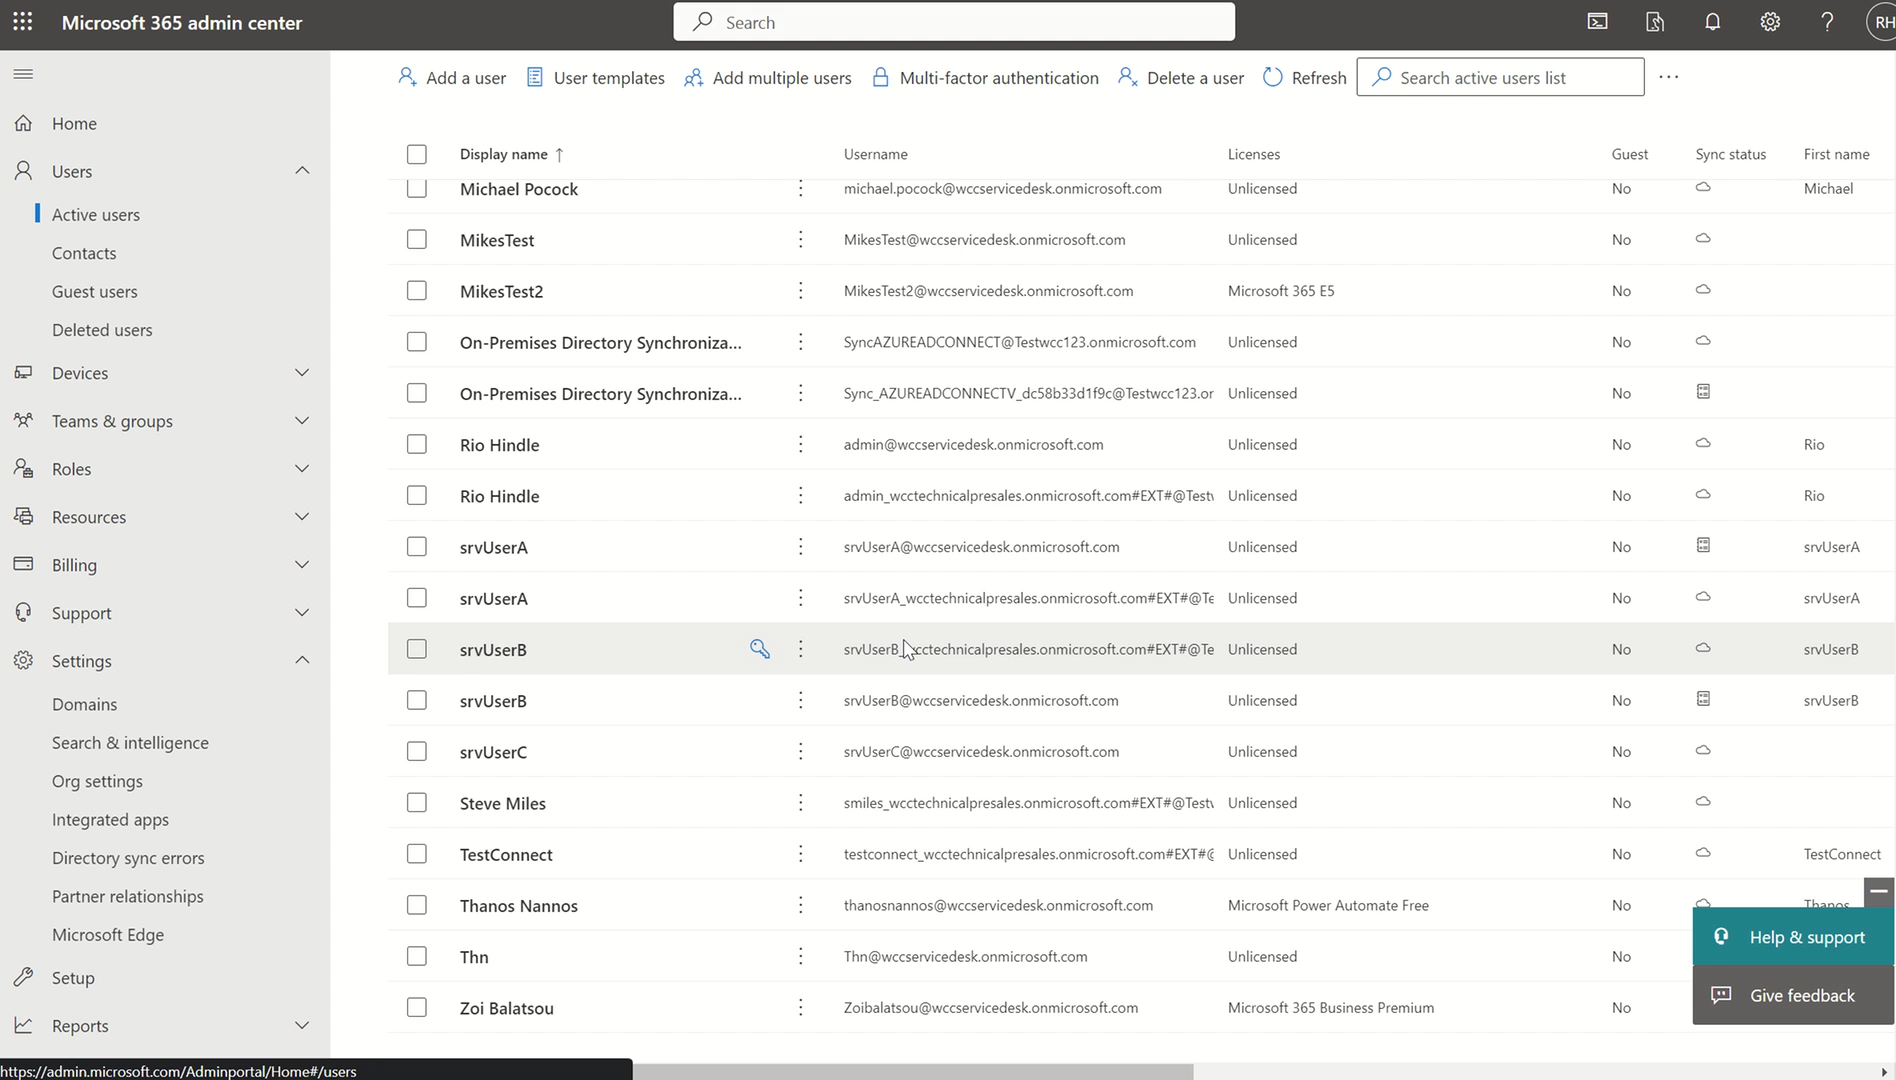 Microsoft 365 admin center
Search
RH
Add a user
User templates
Add multiple users
Multi-factor authentication
Delete a user
Refresh
Search active users list
Home
Users
Active users
Contacts
Guest users
Deleted users
Devices
Teams & groups
Roles
Resources
Billing
Support
Settings
Domains
Search & intelligence
Org settings
Integrated apps
Directory sync errors
Partner relationships
Microsoft Edge
Setup
Reports
Display name ↑ Username Licenses Guest Sync status First name
Michael Pocock michael.pocock@wccservicedesk.onmicrosoft.com Unlicensed No Michael
MikesTest MikesTest@wccservicedesk.onmicrosoft.com Unlicensed No
MikesTest2 MikesTest2@wccservicedesk.onmicrosoft.com Microsoft 365 E5 No
On-Premises Directory Synchroniza... SyncAZUREADCONNECT@Testwcc123.onmicrosoft.com Unlicensed No
On-Premises Directory Synchroniza... Sync_AZUREADCONNECTV_dc58b33d1f9c@Testwcc123.or Unlicensed No
Rio Hindle admin@wccservicedesk.onmicrosoft.com Unlicensed No Rio
Rio Hindle admin_wcctechnicalpresales.onmicrosoft.com#EXT#@Testw Unlicensed No Rio
srvUserA srvUserA@wccservicedesk.onmicrosoft.com Unlicensed No srvUserA
srvUserA srvUserA_wcctechnicalpresales.onmicrosoft.com#EXT#@Te Unlicensed No srvUserA
srvUserB srvUserB_wcctechnicalpresales.onmicrosoft.com#EXT#@Te Unlicensed No srvUserB
srvUserB srvUserB@wccservicedesk.onmicrosoft.com Unlicensed No srvUserB
srvUserC srvUserC@wccservicedesk.onmicrosoft.com Unlicensed No
Steve Miles smiles_wcctechnicalpresales.onmicrosoft.com#EXT#@Testw Unlicensed No
TestConnect testconnect_wcctechnicalpresales.onmicrosoft.com#EXT#@ Unlicensed No TestConnect
Thanos Nannos thanosnannos@wccservicedesk.onmicrosoft.com Microsoft Power Automate Free No Thanos
Thn Thn@wccservicedesk.onmicrosoft.com Unlicensed No
Zoi Balatsou Zoibalatsou@wccservicedesk.onmicrosoft.com Microsoft 365 Business Premium No
Help & support
Give feedback
https://admin.microsoft.com/Adminportal/Home#/users